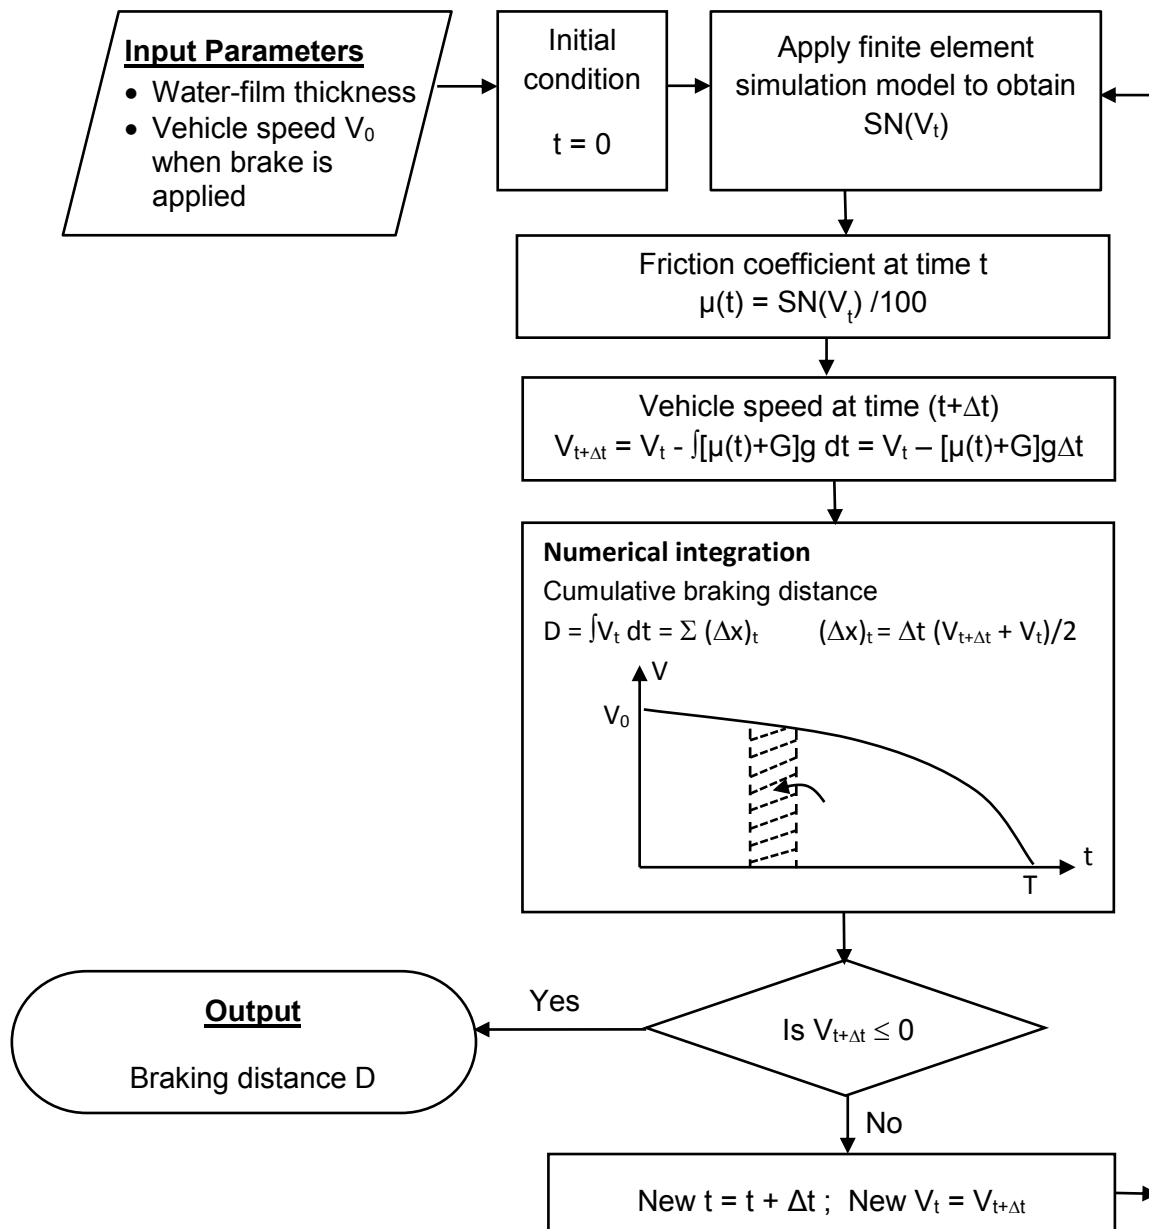 Input Parameters
• Water-film thickness
• Vehicle speed V₀
when brake is
applied
Initial
condition
t = 0
Apply finite element
simulation model to obtain
SN(Vₜ)
Friction coefficient at time t
µ(t) = SN(Vₜ) /100
Vehicle speed at time (t+Δt)
Vₜ₊Δₜ = Vₜ - ∫[µ(t)+G]g dt = Vₜ – [µ(t)+G]gΔt
Numerical integration
Cumulative braking distance
D = ∫Vₜ dt = Σ (Δx)ₜ (Δx)ₜ = Δt (Vₜ₊Δₜ + Vₜ)/2
V
V₀
t
T
Is Vₜ₊Δₜ ≤ 0
Yes
Output
Braking distance D
No
New t = t + Δt ; New Vₜ = Vₜ₊Δₜ